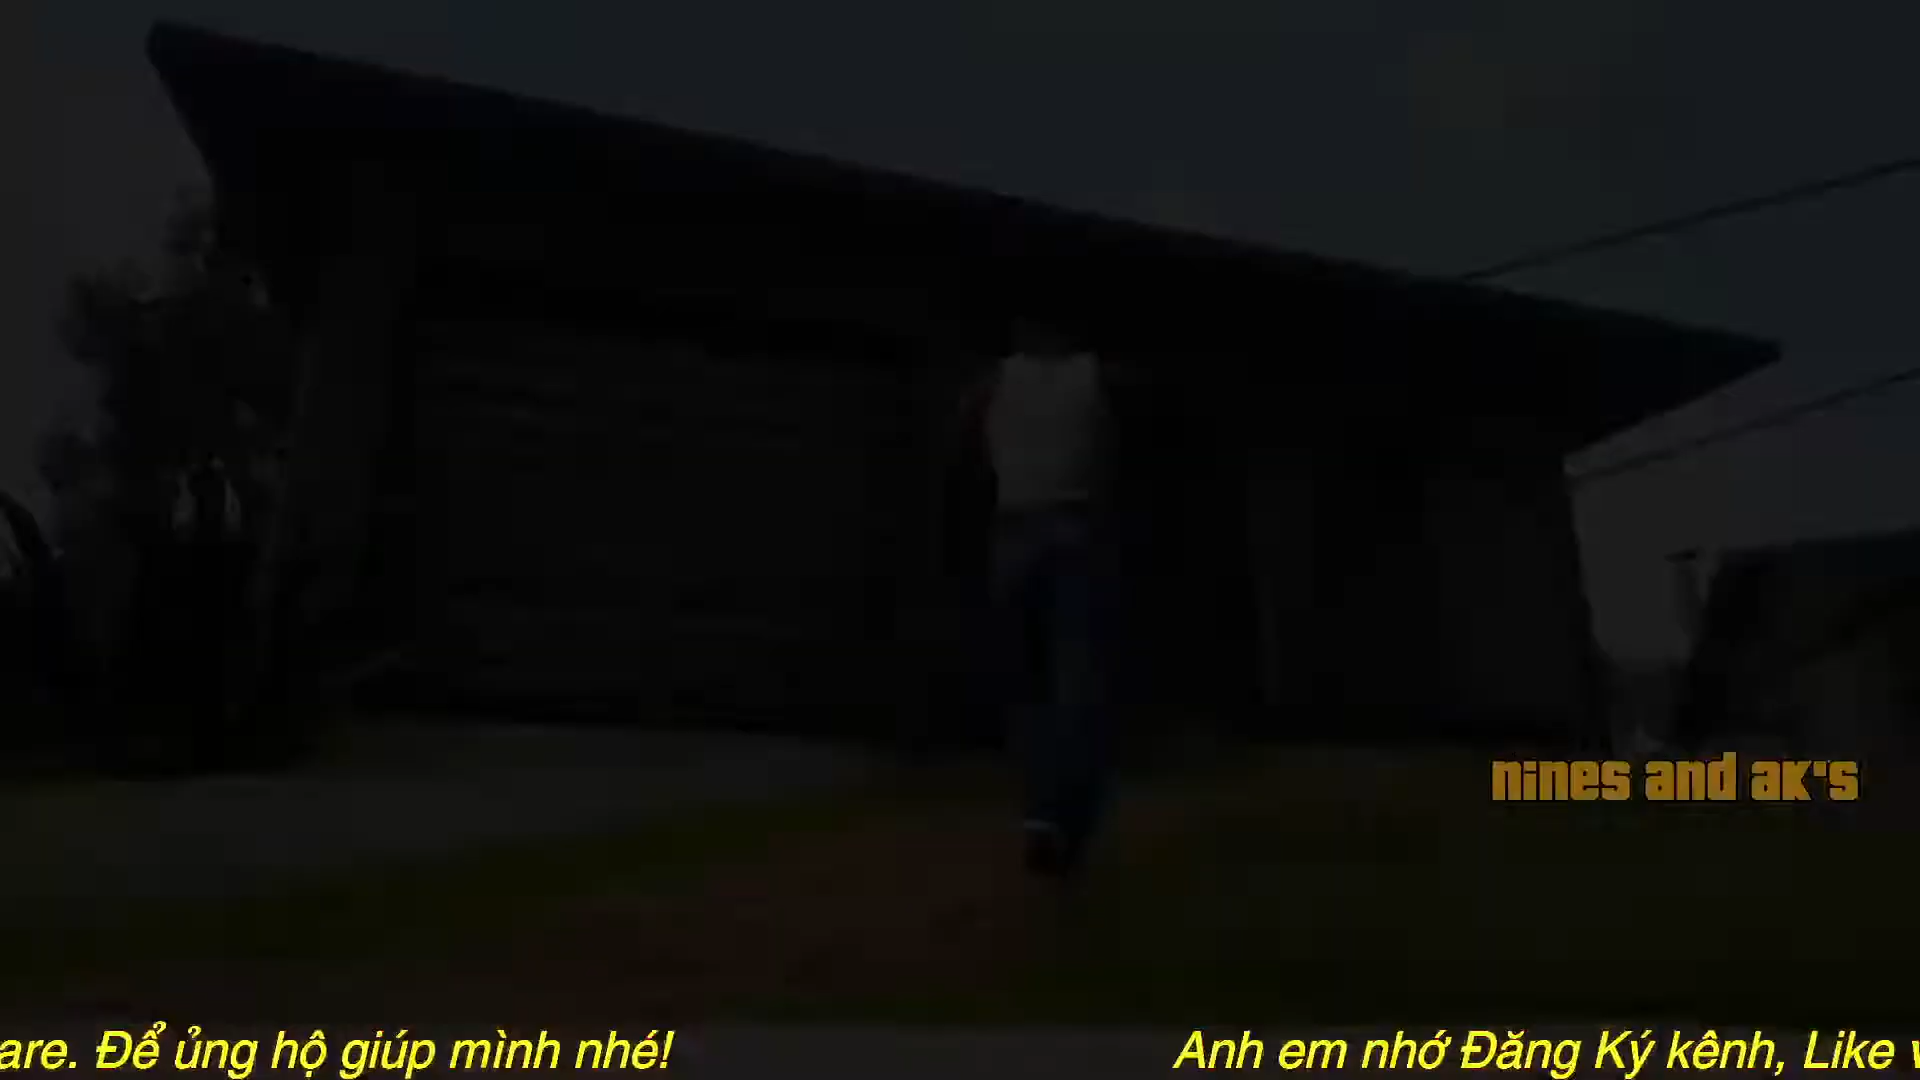 nines and ak's
are. Để ủng hộ giúp mình nhé! Anh em nhớ Đăng Ký kênh, Like v